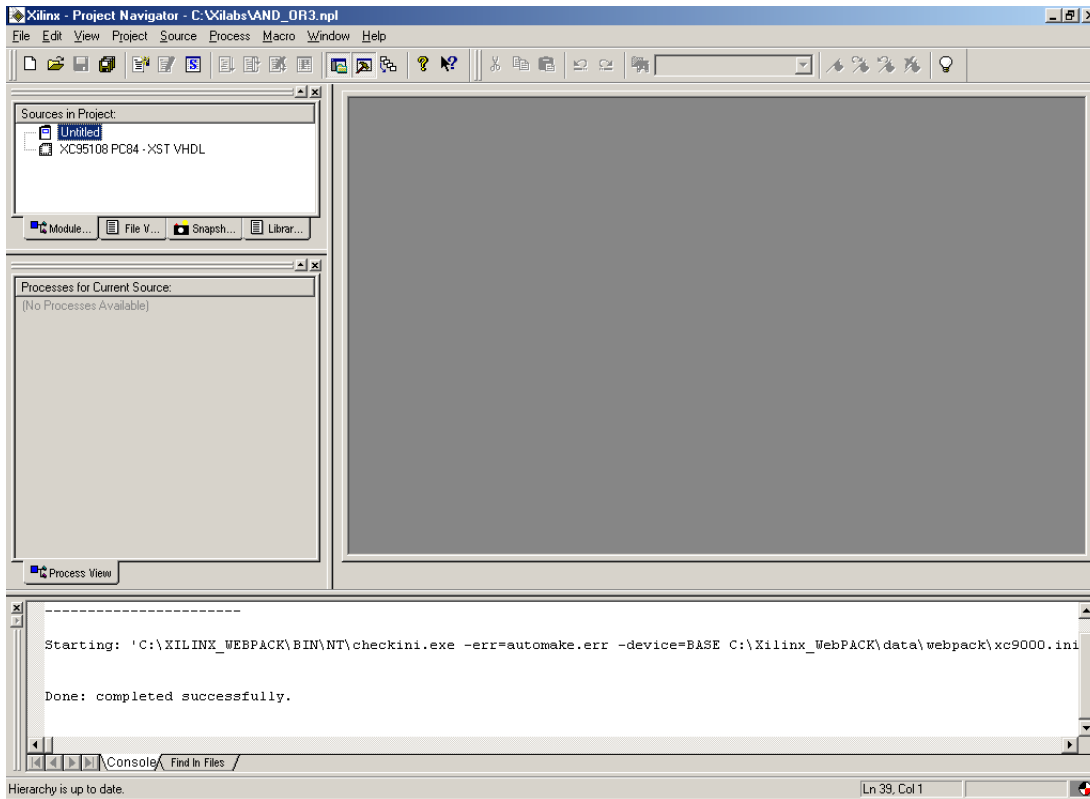 Xilinx - Project Navigator - C:\Xilabs\AND_OR3.npl
File Edit View Project Source Process Macro Window Help
Sources in Project:
Untitled
XC95108 PC84 - XST VHDL
Module... File V... Snapsh... Librar...
Processes for Current Source:
(No Processes Available)
Process View
------------------------
Starting: 'C:\XILINX_WEBPACK\BIN\NT\checkini.exe -err=automake.err -device=BASE C:\Xilinx_WebPACK\data\webpack\xc9000.ini
Done: completed successfully.
Console Find In Files
Hierarchy is up to date. Ln 39, Col 1